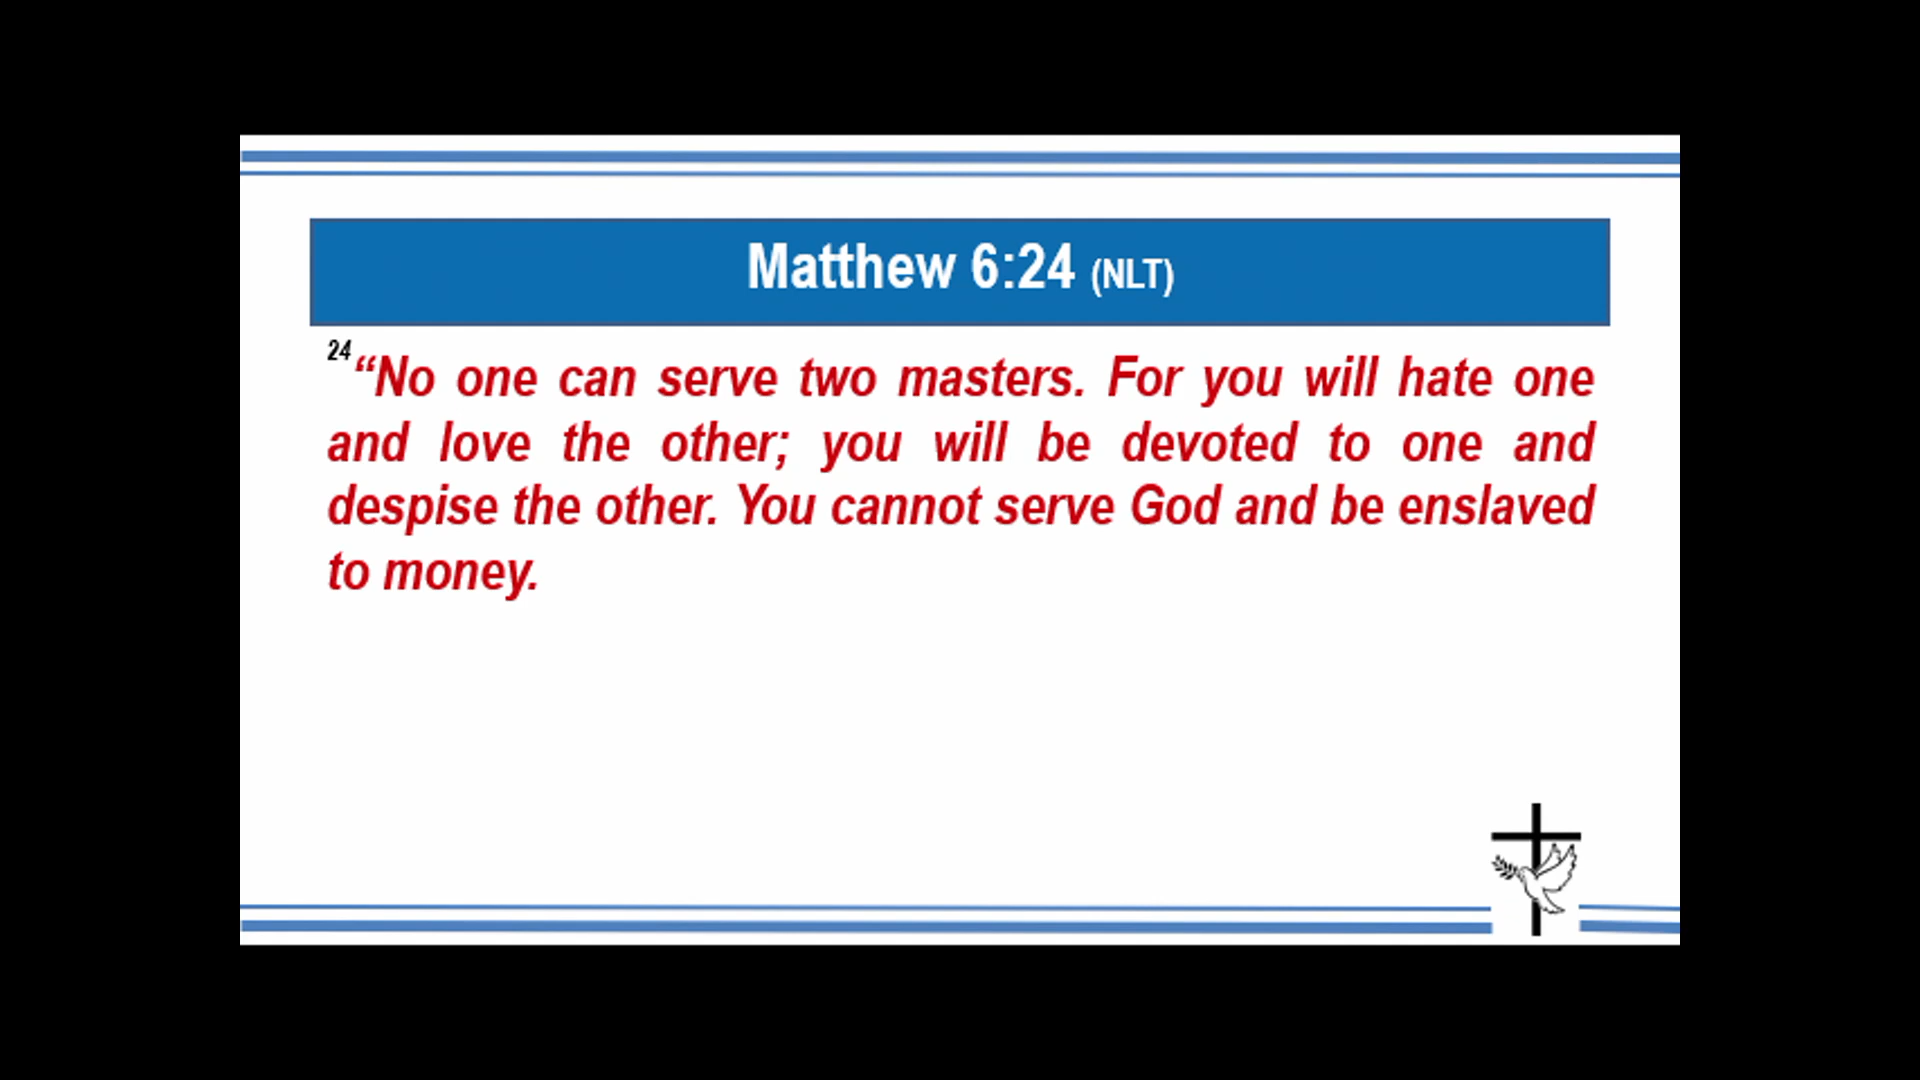 Matthew 6:24 (NLT)
24 “No one can serve two masters. For you will hate one
and love the other; you will be devoted to one and
despise the other. You cannot serve God and be enslaved
to money.